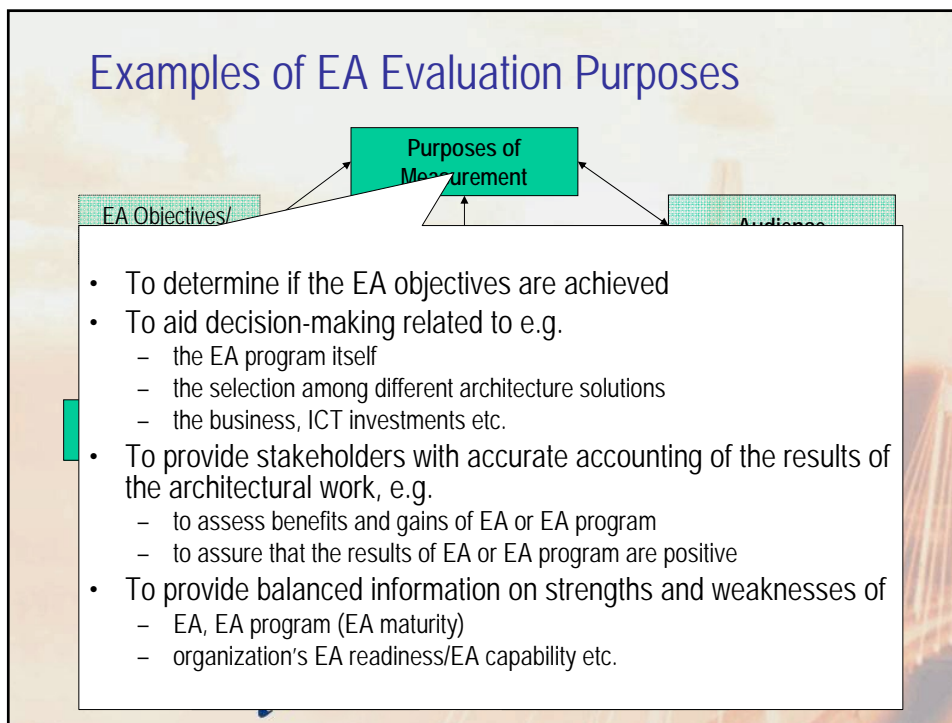 Examples of EA Evaluation Purposes
Purposes of
Measurement
EA Objectives/
Audience
• To determine if the EA objectives are achieved
• To aid decision-making related to e.g.
– the EA program itself
– the selection among different architecture solutions
– the business, ICT investments etc.
• To provide stakeholders with accurate accounting of the results of
the architectural work, e.g.
– to assess benefits and gains of EA or EA program
– to assure that the results of EA or EA program are positive
• To provide balanced information on strengths and weaknesses of
– EA, EA program (EA maturity)
– organization's EA readiness/EA capability etc.